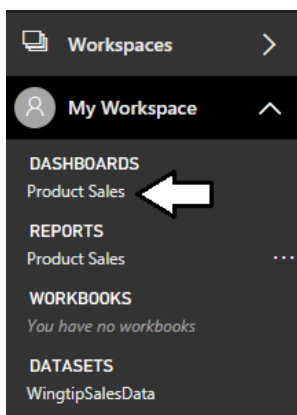 Workspaces
My Workspace
DASHBOARDS
Product Sales
REPORTS
Product Sales
WORKBOOKS
You have no workbooks
DATASETS
WingtipSalesData